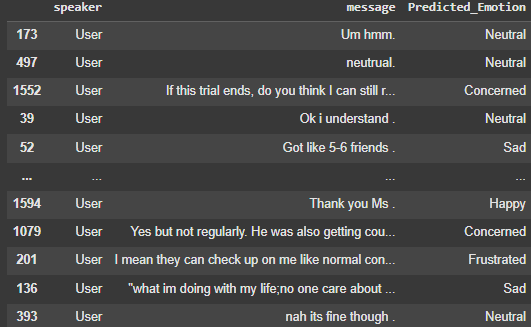 speaker message Predicted_Emotion
173 User Um hmm. Neutral
497 User neutrual. Neutral
1552 User If this trial ends, do you think I can still r... Concerned
39 User Ok i understand . Neutral
52 User Got like 5-6 friends . Sad
... ... ... ...
1594 User Thank you Ms . Happy
1079 User Yes but not regularly. He was also getting cou... Concerned
201 User I mean they can check up on me like normal con... Frustrated
136 User "what im doing with my life;no one care about ... Sad
393 User nah its fine though . Neutral